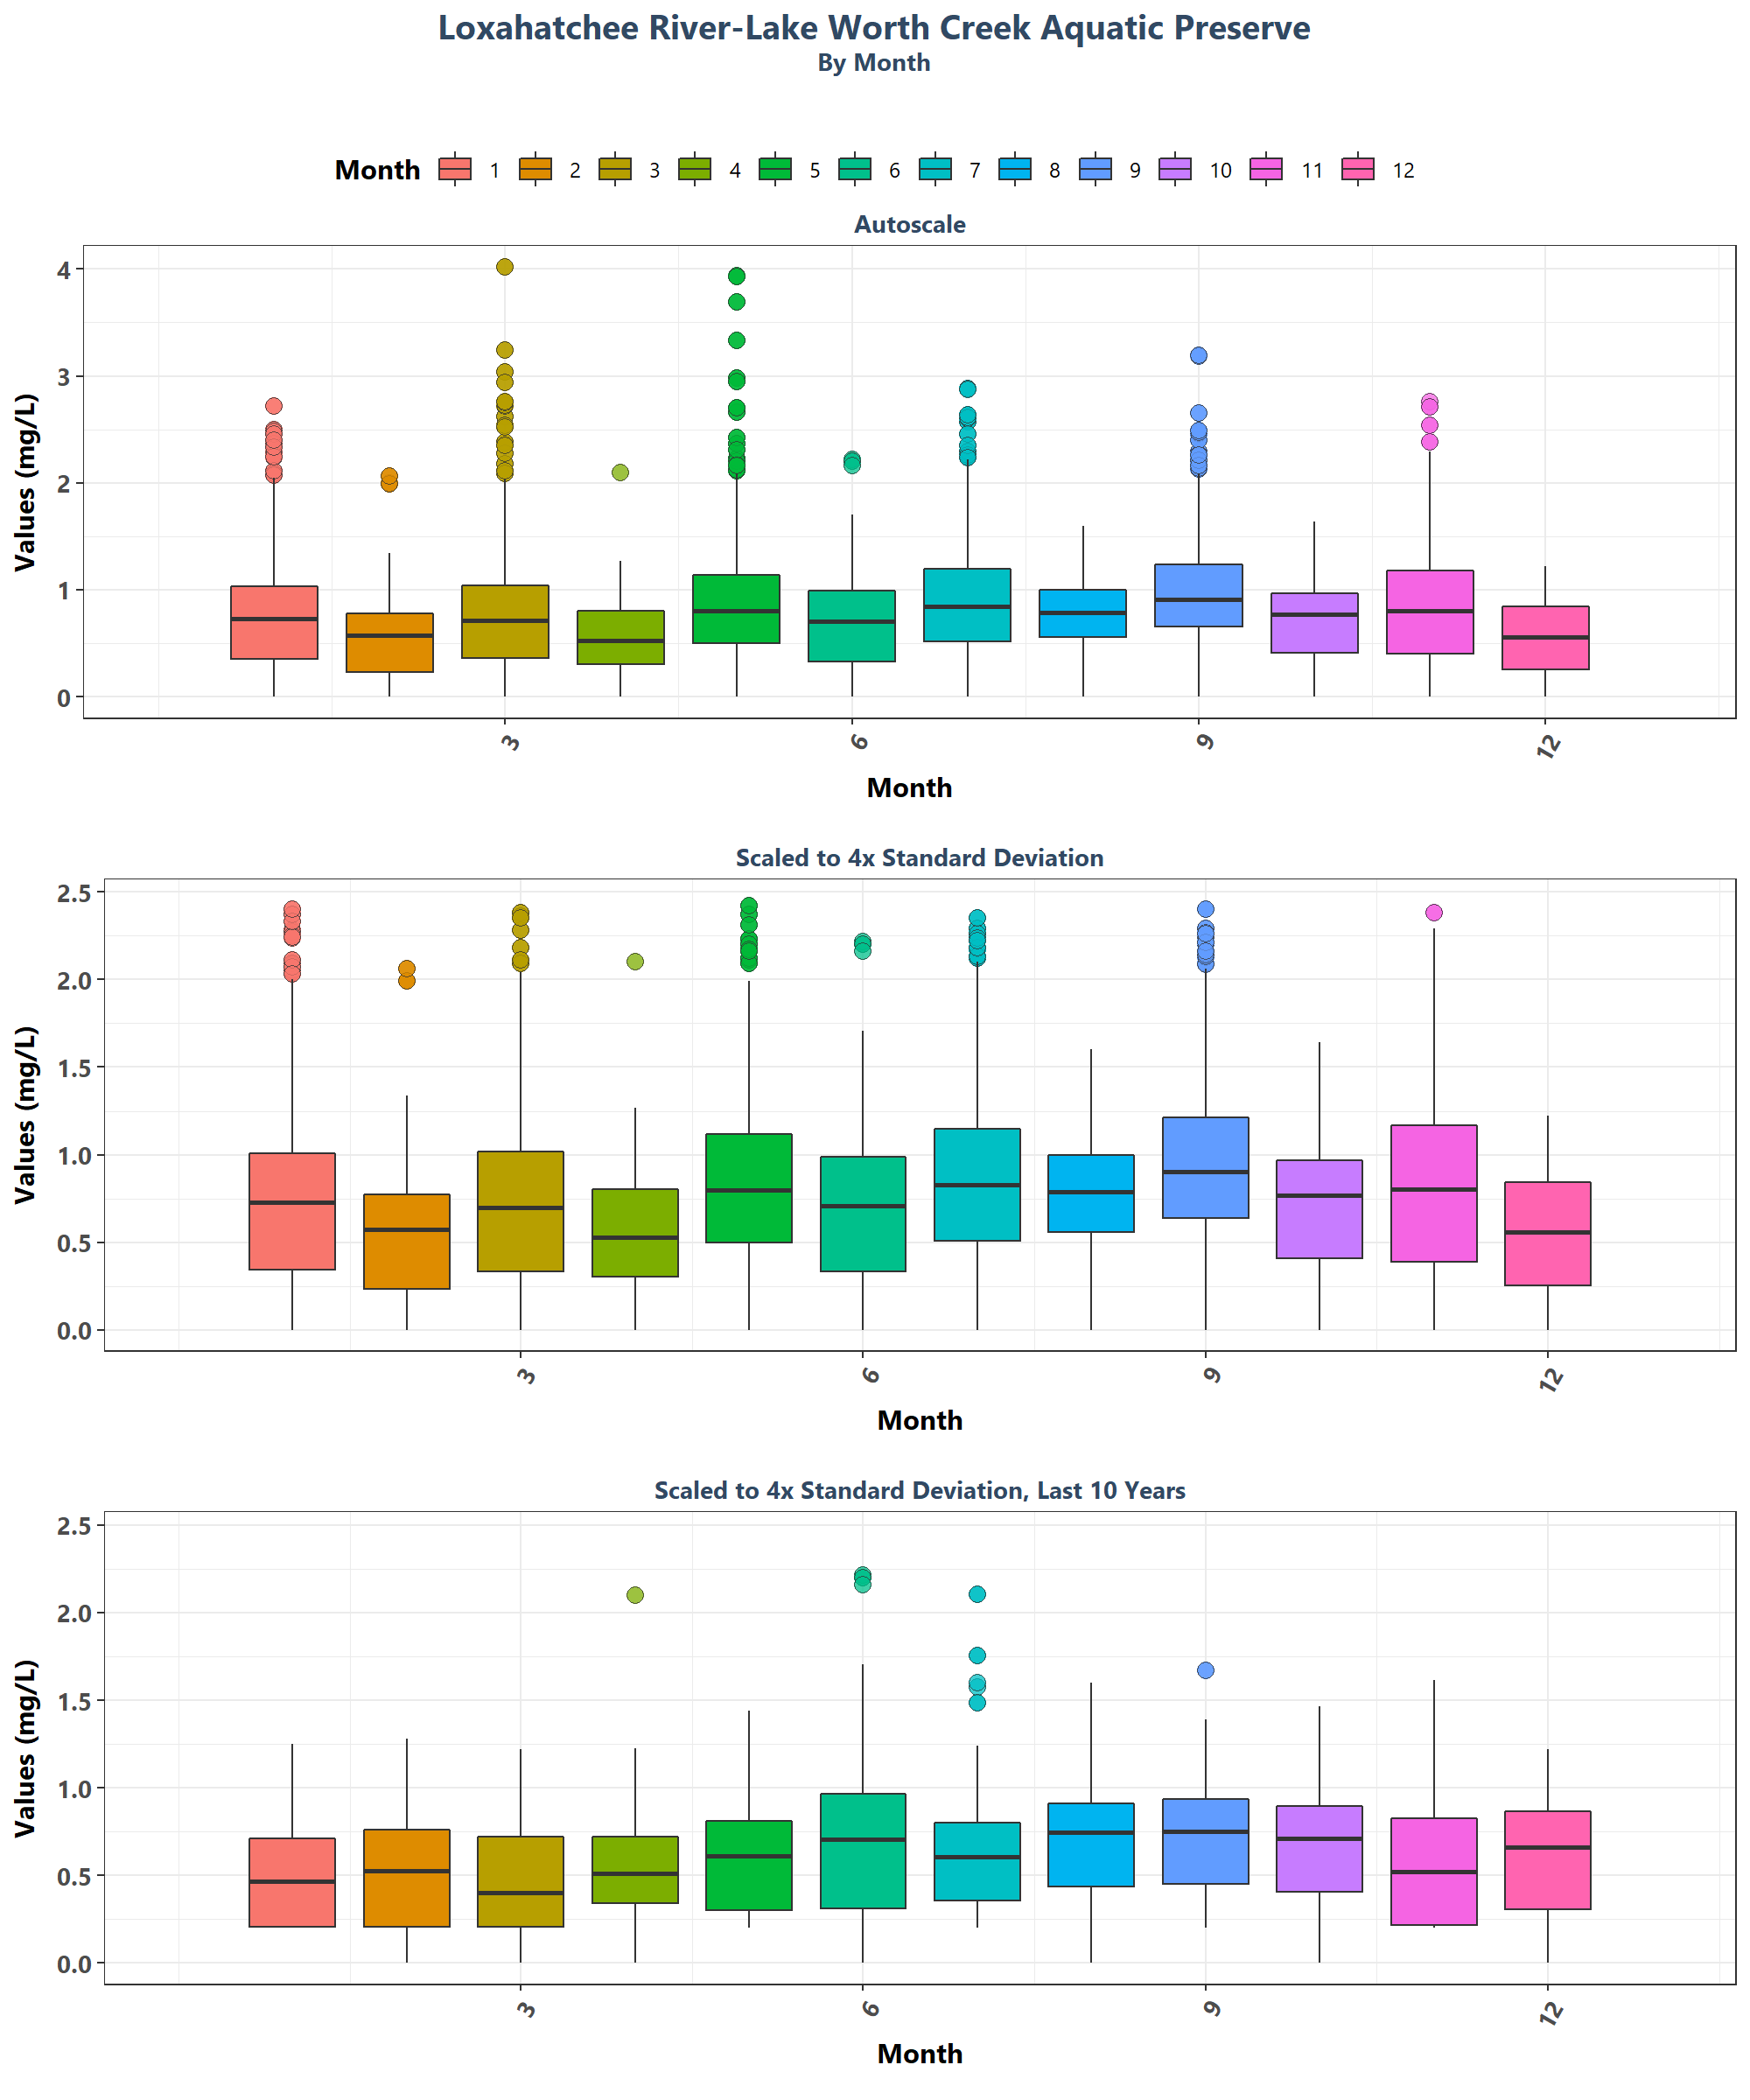 Loxahatchee River-Lake Worth Creek Aquatic Preserve
By Month
Month 1 2 3 4 5 6 7 8 9 10 11 12
Autoscale
Values (mg/L)
4
3
2
1
0
3 6 9 12
Month
Scaled to 4x Standard Deviation
Values (mg/L)
2.5
2.0
1.5
1.0
0.5
0.0
3 6 9 12
Month
Scaled to 4x Standard Deviation, Last 10 Years
Values (mg/L)
2.5
2.0
1.5
1.0
0.5
0.0
3 6 9 12
Month